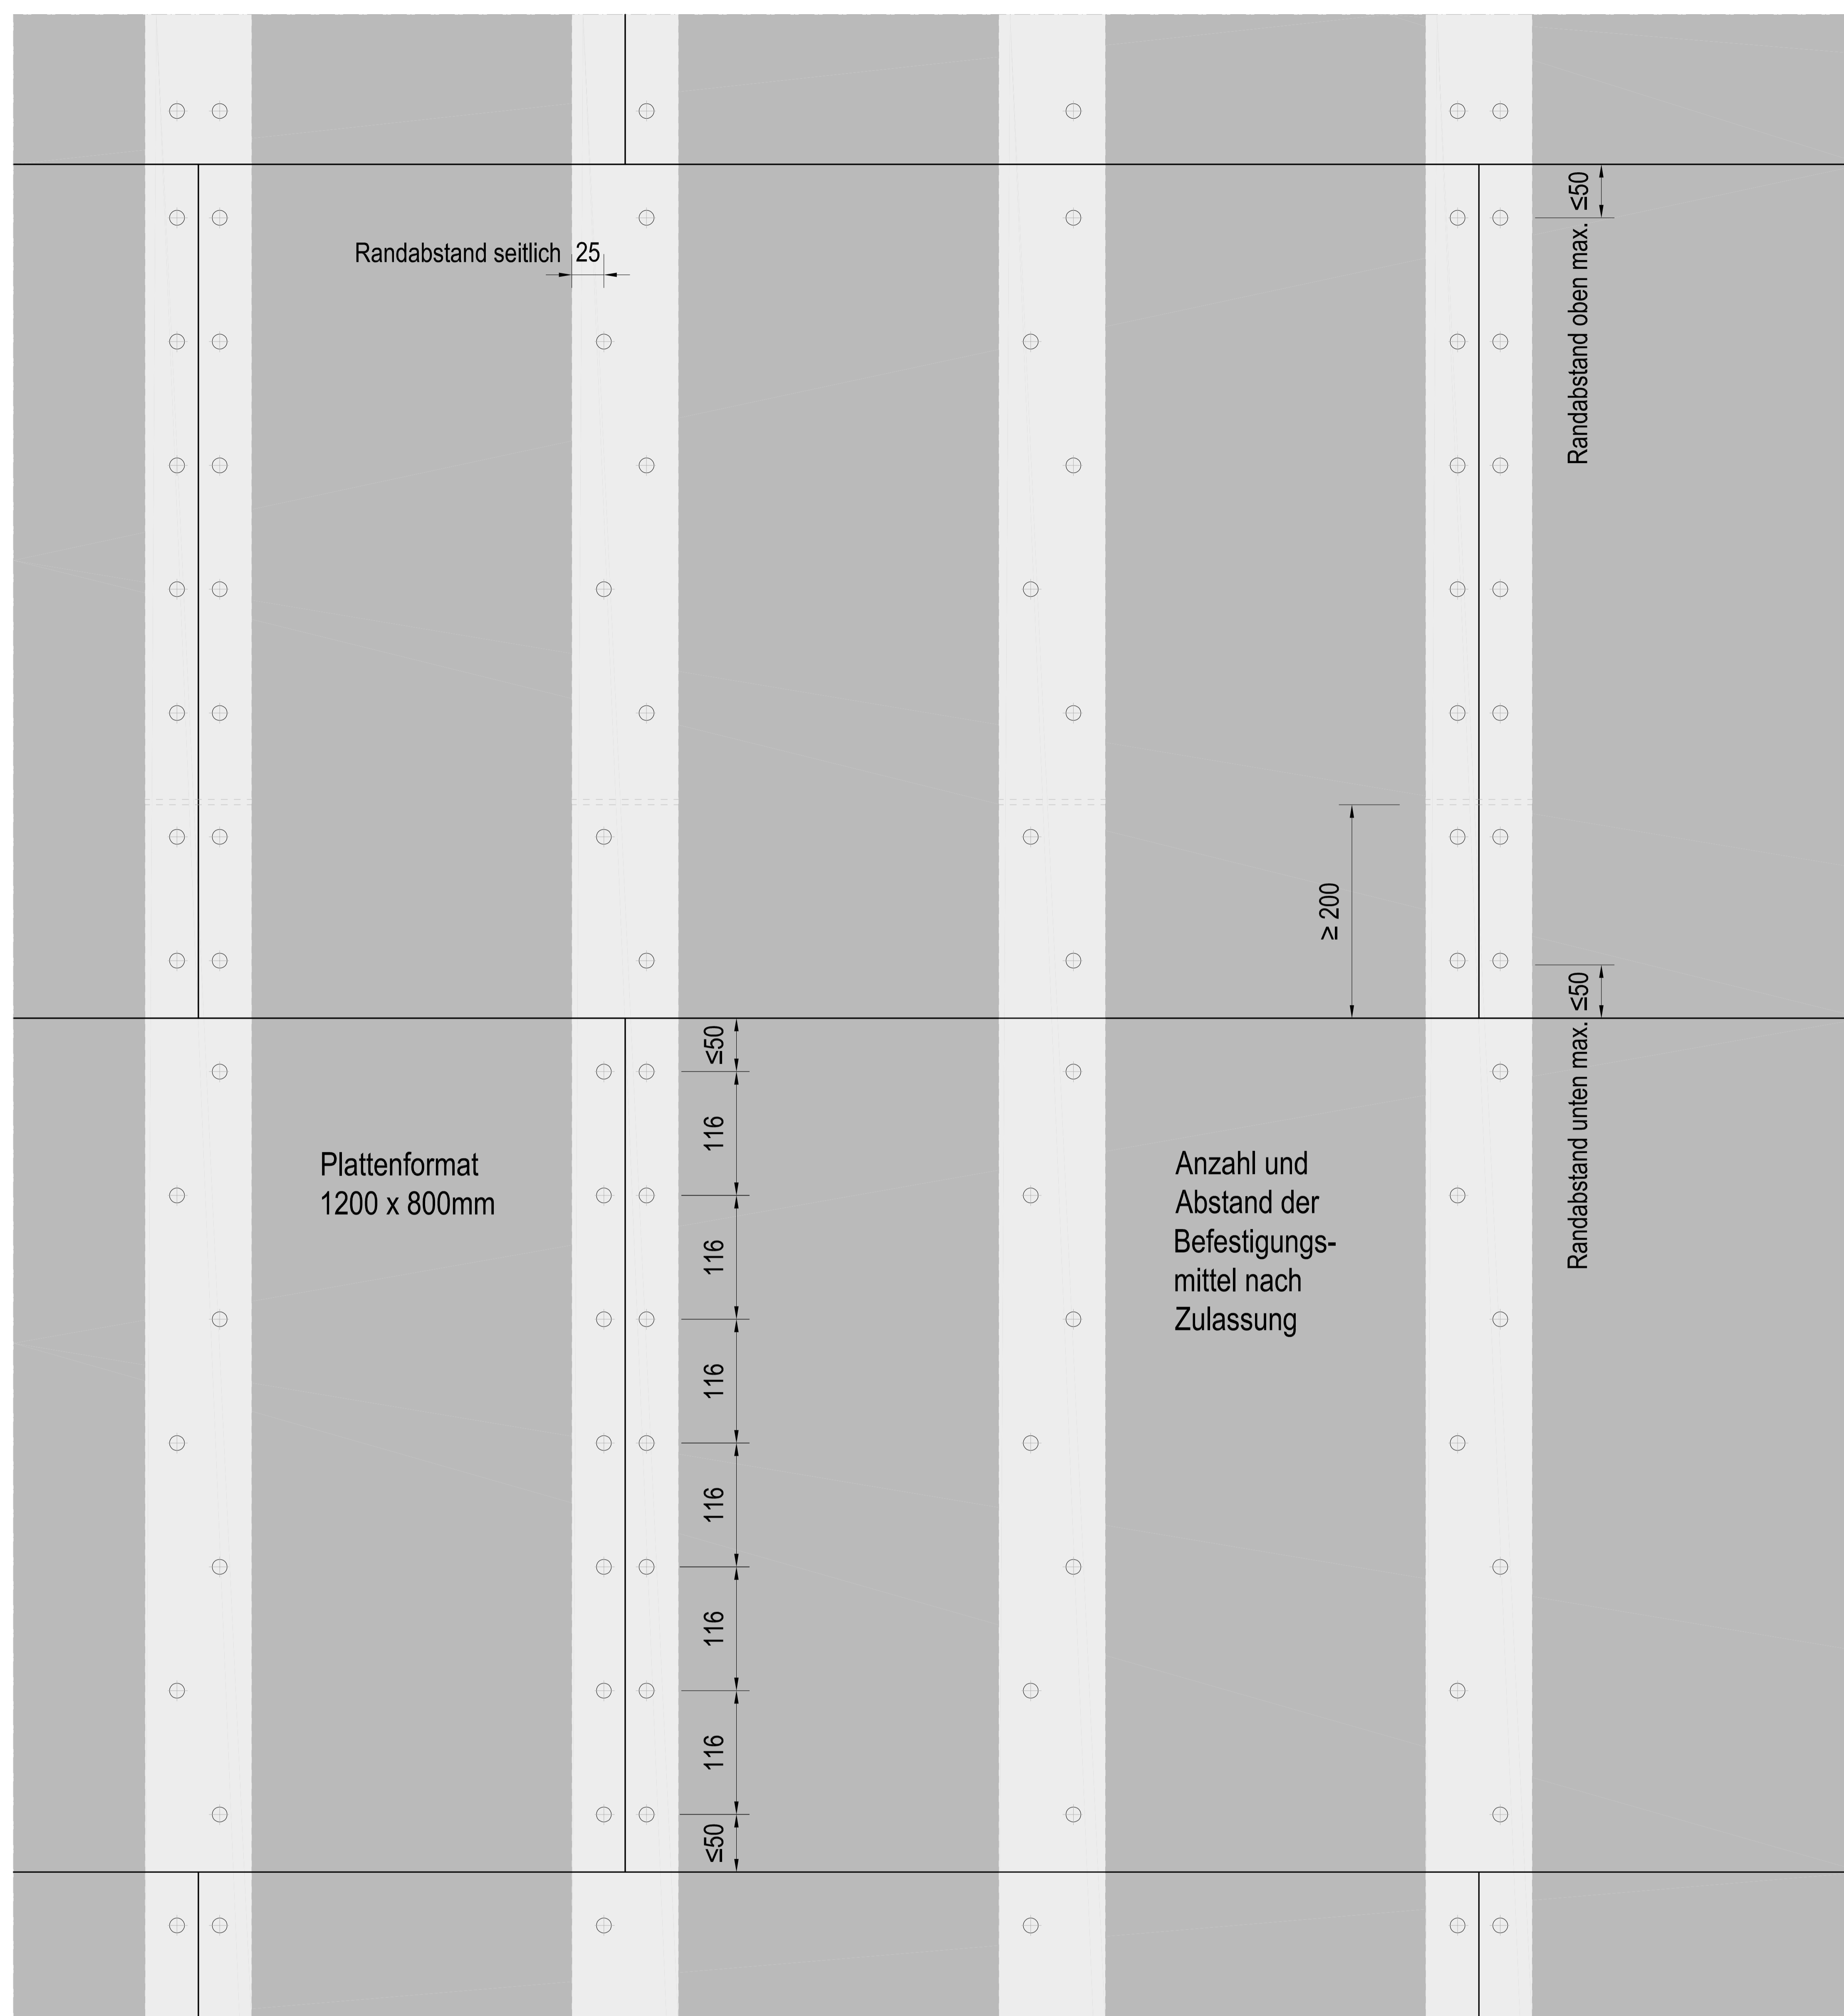 Randabstand seitlich 25
Randabstand oben max. ≤50
≥ 200
Randabstand unten max. ≤50
≤50
116
116
116
116
116
116
≤50
Plattenformat
1200 x 800mm
Anzahl und
Abstand der
Befestigungs-
mittel nach
Zulassung